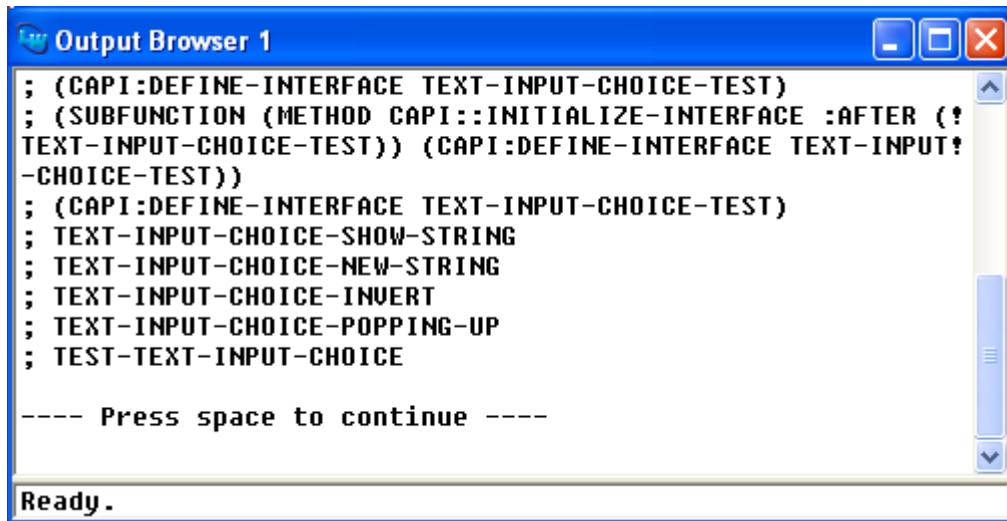 Output Browser 1
; (CAPI:DEFINE-INTERFACE TEXT-INPUT-CHOICE-TEST)
; (SUBFUNCTION (METHOD CAPI::INITIALIZE-INTERFACE :AFTER (!
TEXT-INPUT-CHOICE-TEST)) (CAPI:DEFINE-INTERFACE TEXT-INPUT!
-CHOICE-TEST))
; (CAPI:DEFINE-INTERFACE TEXT-INPUT-CHOICE-TEST)
; TEXT-INPUT-CHOICE-SHOW-STRING
; TEXT-INPUT-CHOICE-NEW-STRING
; TEXT-INPUT-CHOICE-INVERT
; TEXT-INPUT-CHOICE-POPPING-UP
; TEST-TEXT-INPUT-CHOICE
---- Press space to continue ----
Ready.